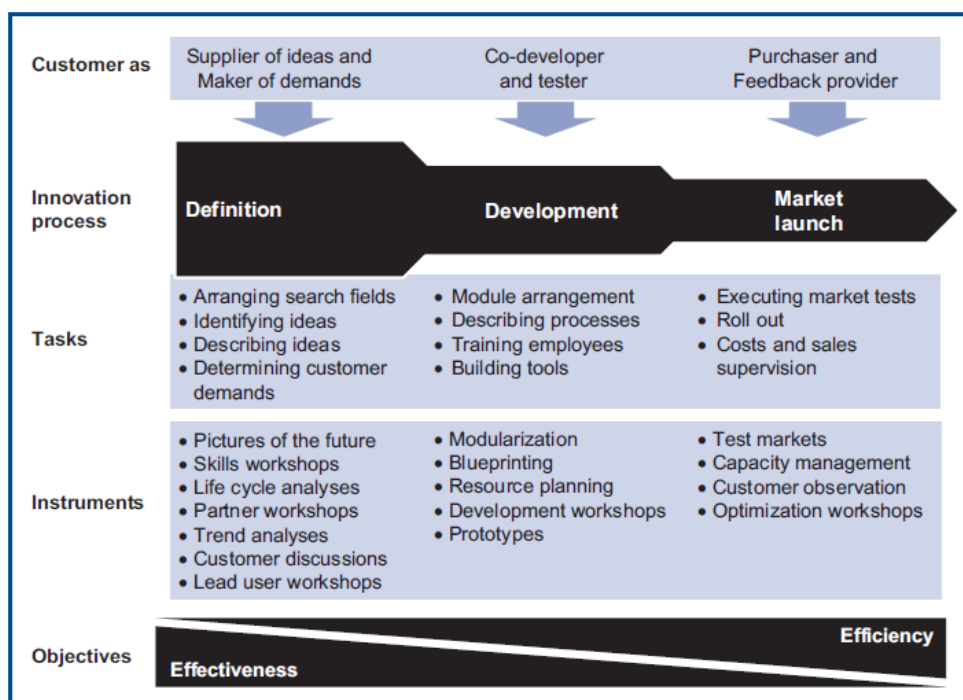 Customer as
Supplier of ideas and
Maker of demands
Co-developer
and tester
Purchaser and
Feedback provider
Innovation
process
Definition
Development
Market
launch
Tasks
• Arranging search fields
• Identifying ideas
• Describing ideas
• Determining customer
demands
• Module arrangement
• Describing processes
• Training employees
• Building tools
• Executing market tests
• Roll out
• Costs and sales
supervision
Instruments
• Pictures of the future
• Skills workshops
• Life cycle analyses
• Partner workshops
• Trend analyses
• Customer discussions
• Lead user workshops
• Modularization
• Blueprinting
• Resource planning
• Development workshops
• Prototypes
• Test markets
• Capacity management
• Customer observation
• Optimization workshops
Objectives
Effectiveness
Efficiency